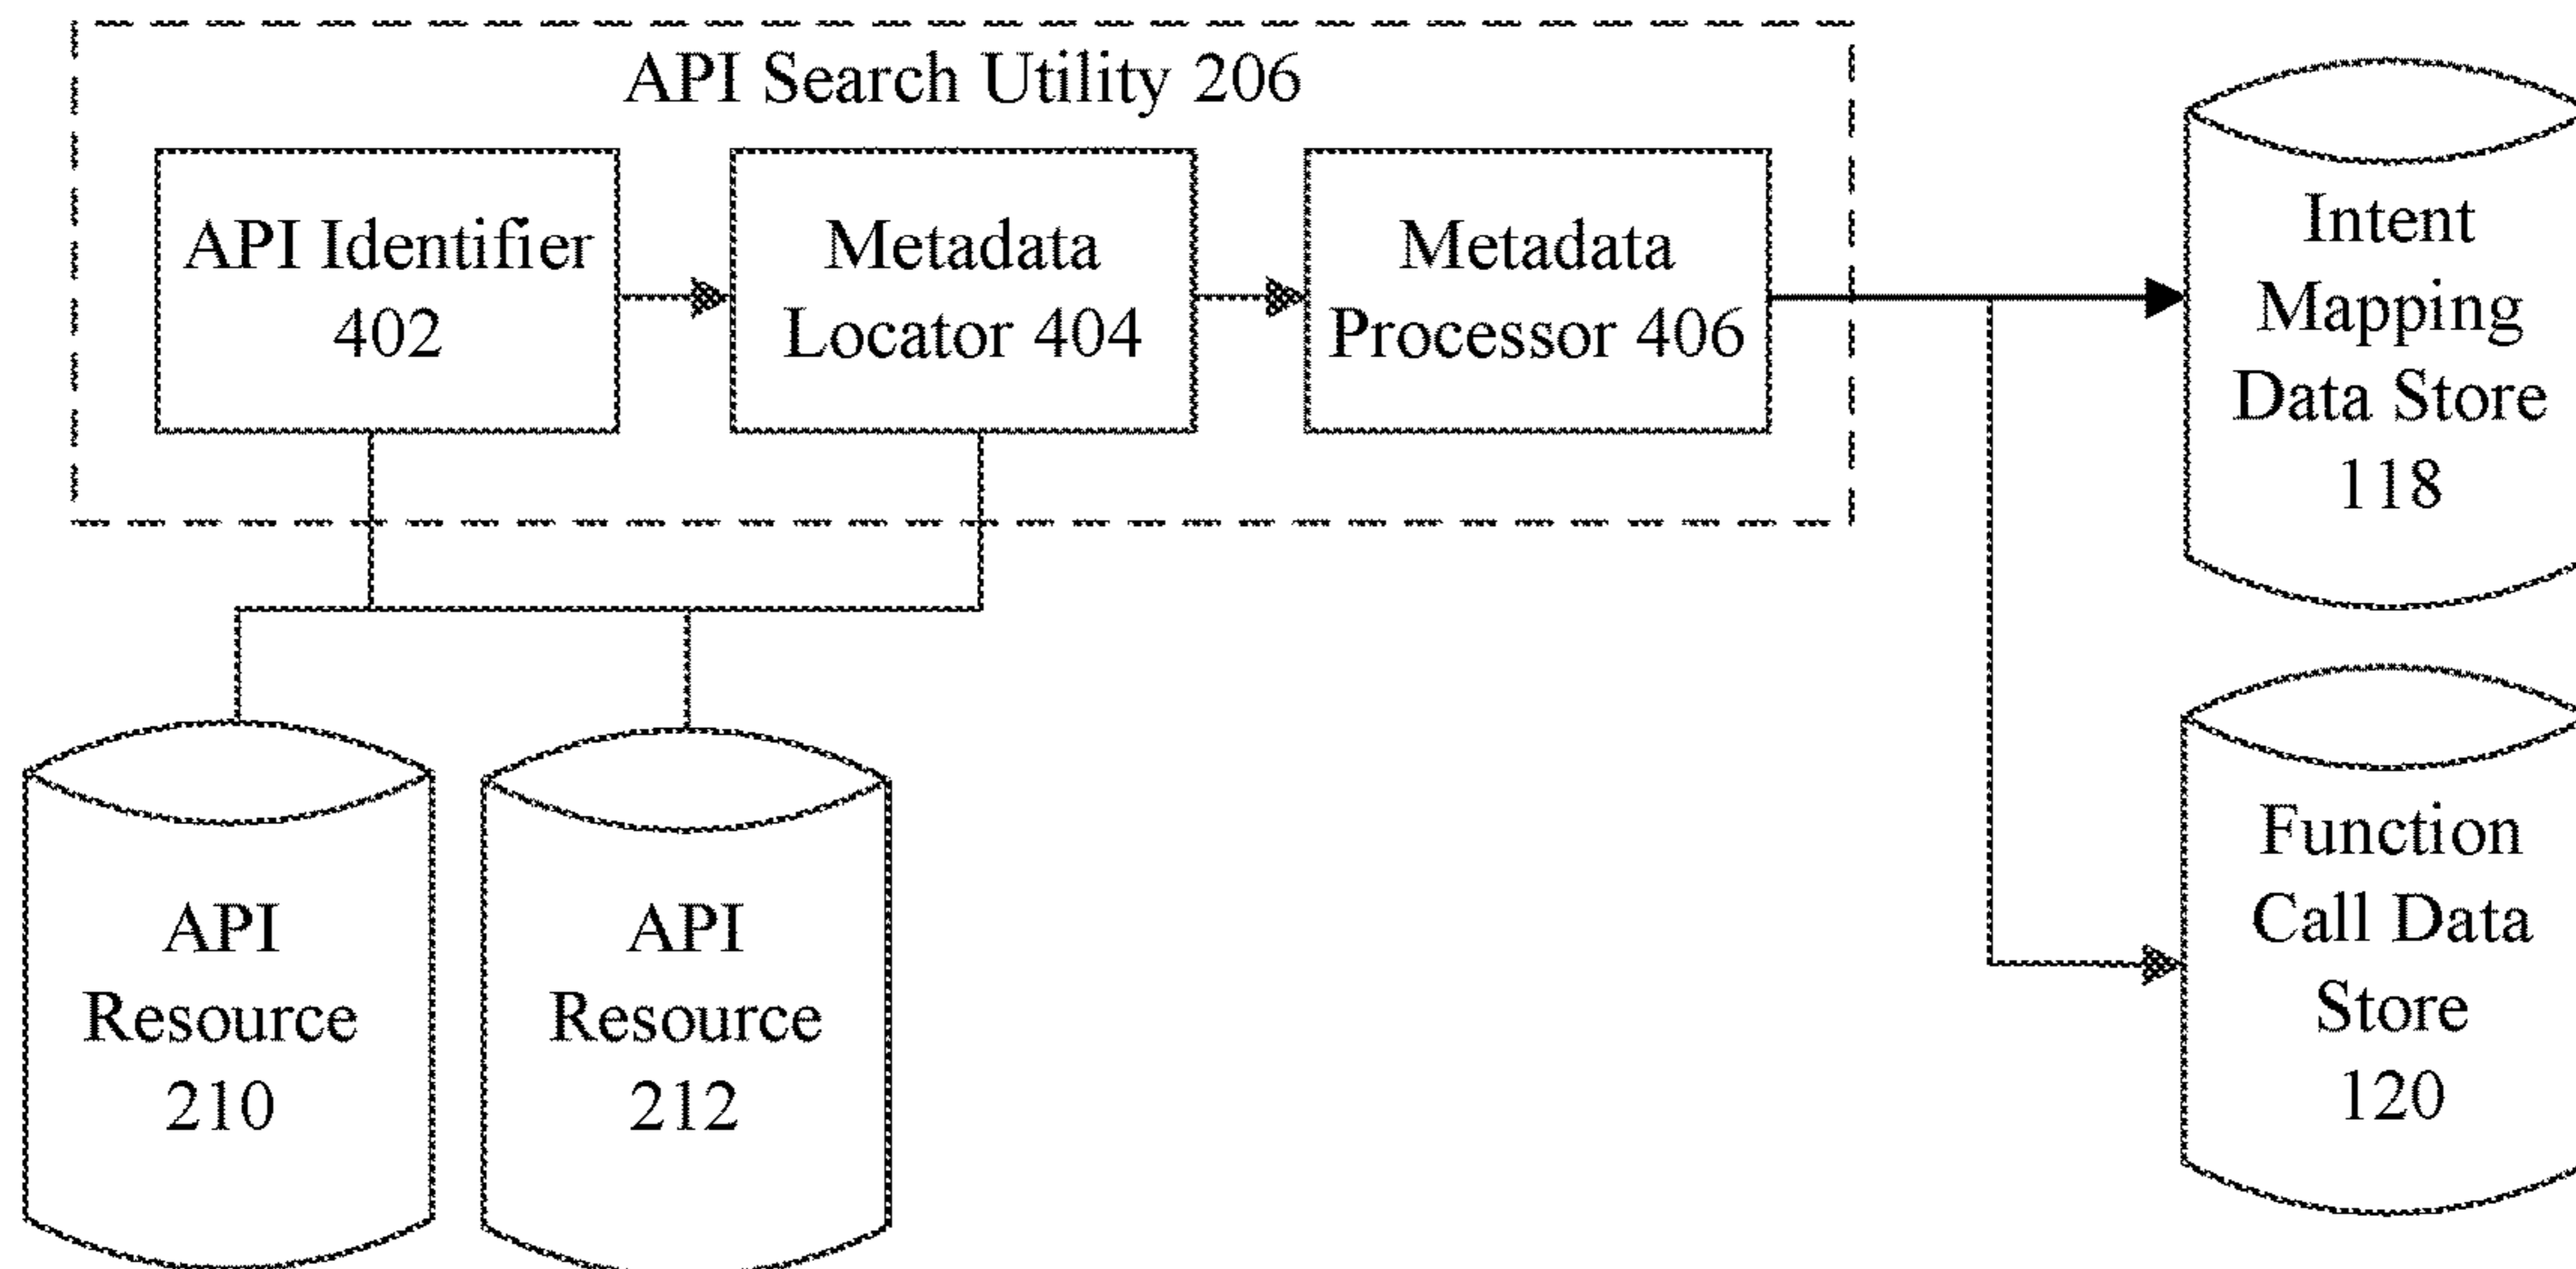 API Search Utility 206
API Identifier
402
Metadata
Locator 404
Metadata
Processor 406
Intent
Mapping
Data Store
118
Function
Call Data
Store
120
API
Resource
210
API
Resource
212